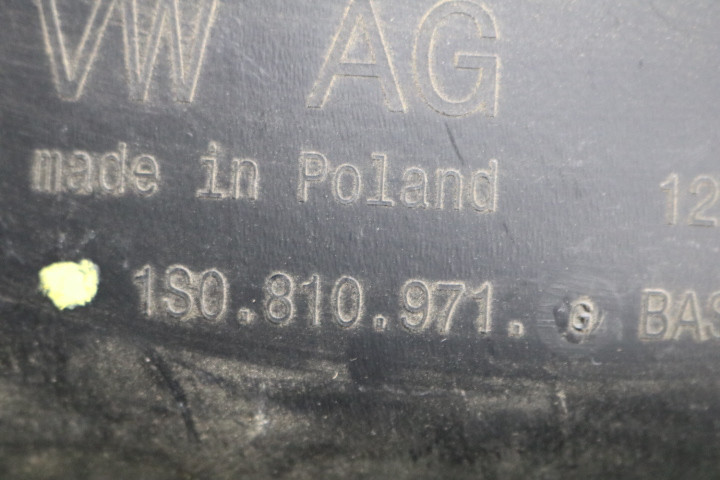 VW AG
made in Poland 12
1S0.810.971. G BAS